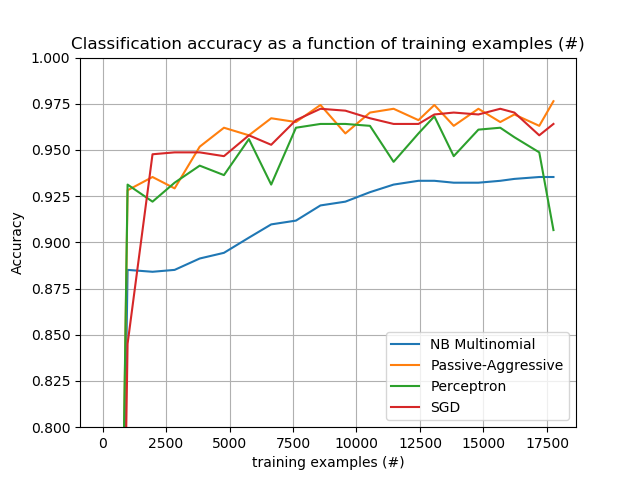 Classification accuracy as a function of training examples (#)
1.000
0.975
0.950
0.925
0.900
0.875
0.850
0.825
0.800
Accuracy
NB Multinomial
Passive-Aggressive
Perceptron
SGD
0 2500 5000 7500 10000 12500 15000 17500
training examples (#)